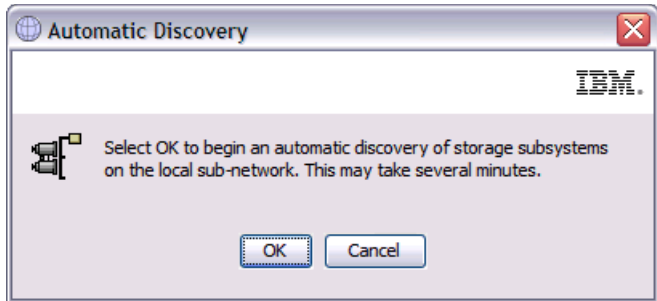 Automatic Discovery
IBM.
Select OK to begin an automatic discovery of storage subsystems
on the local sub-network. This may take several minutes.
OK
Cancel